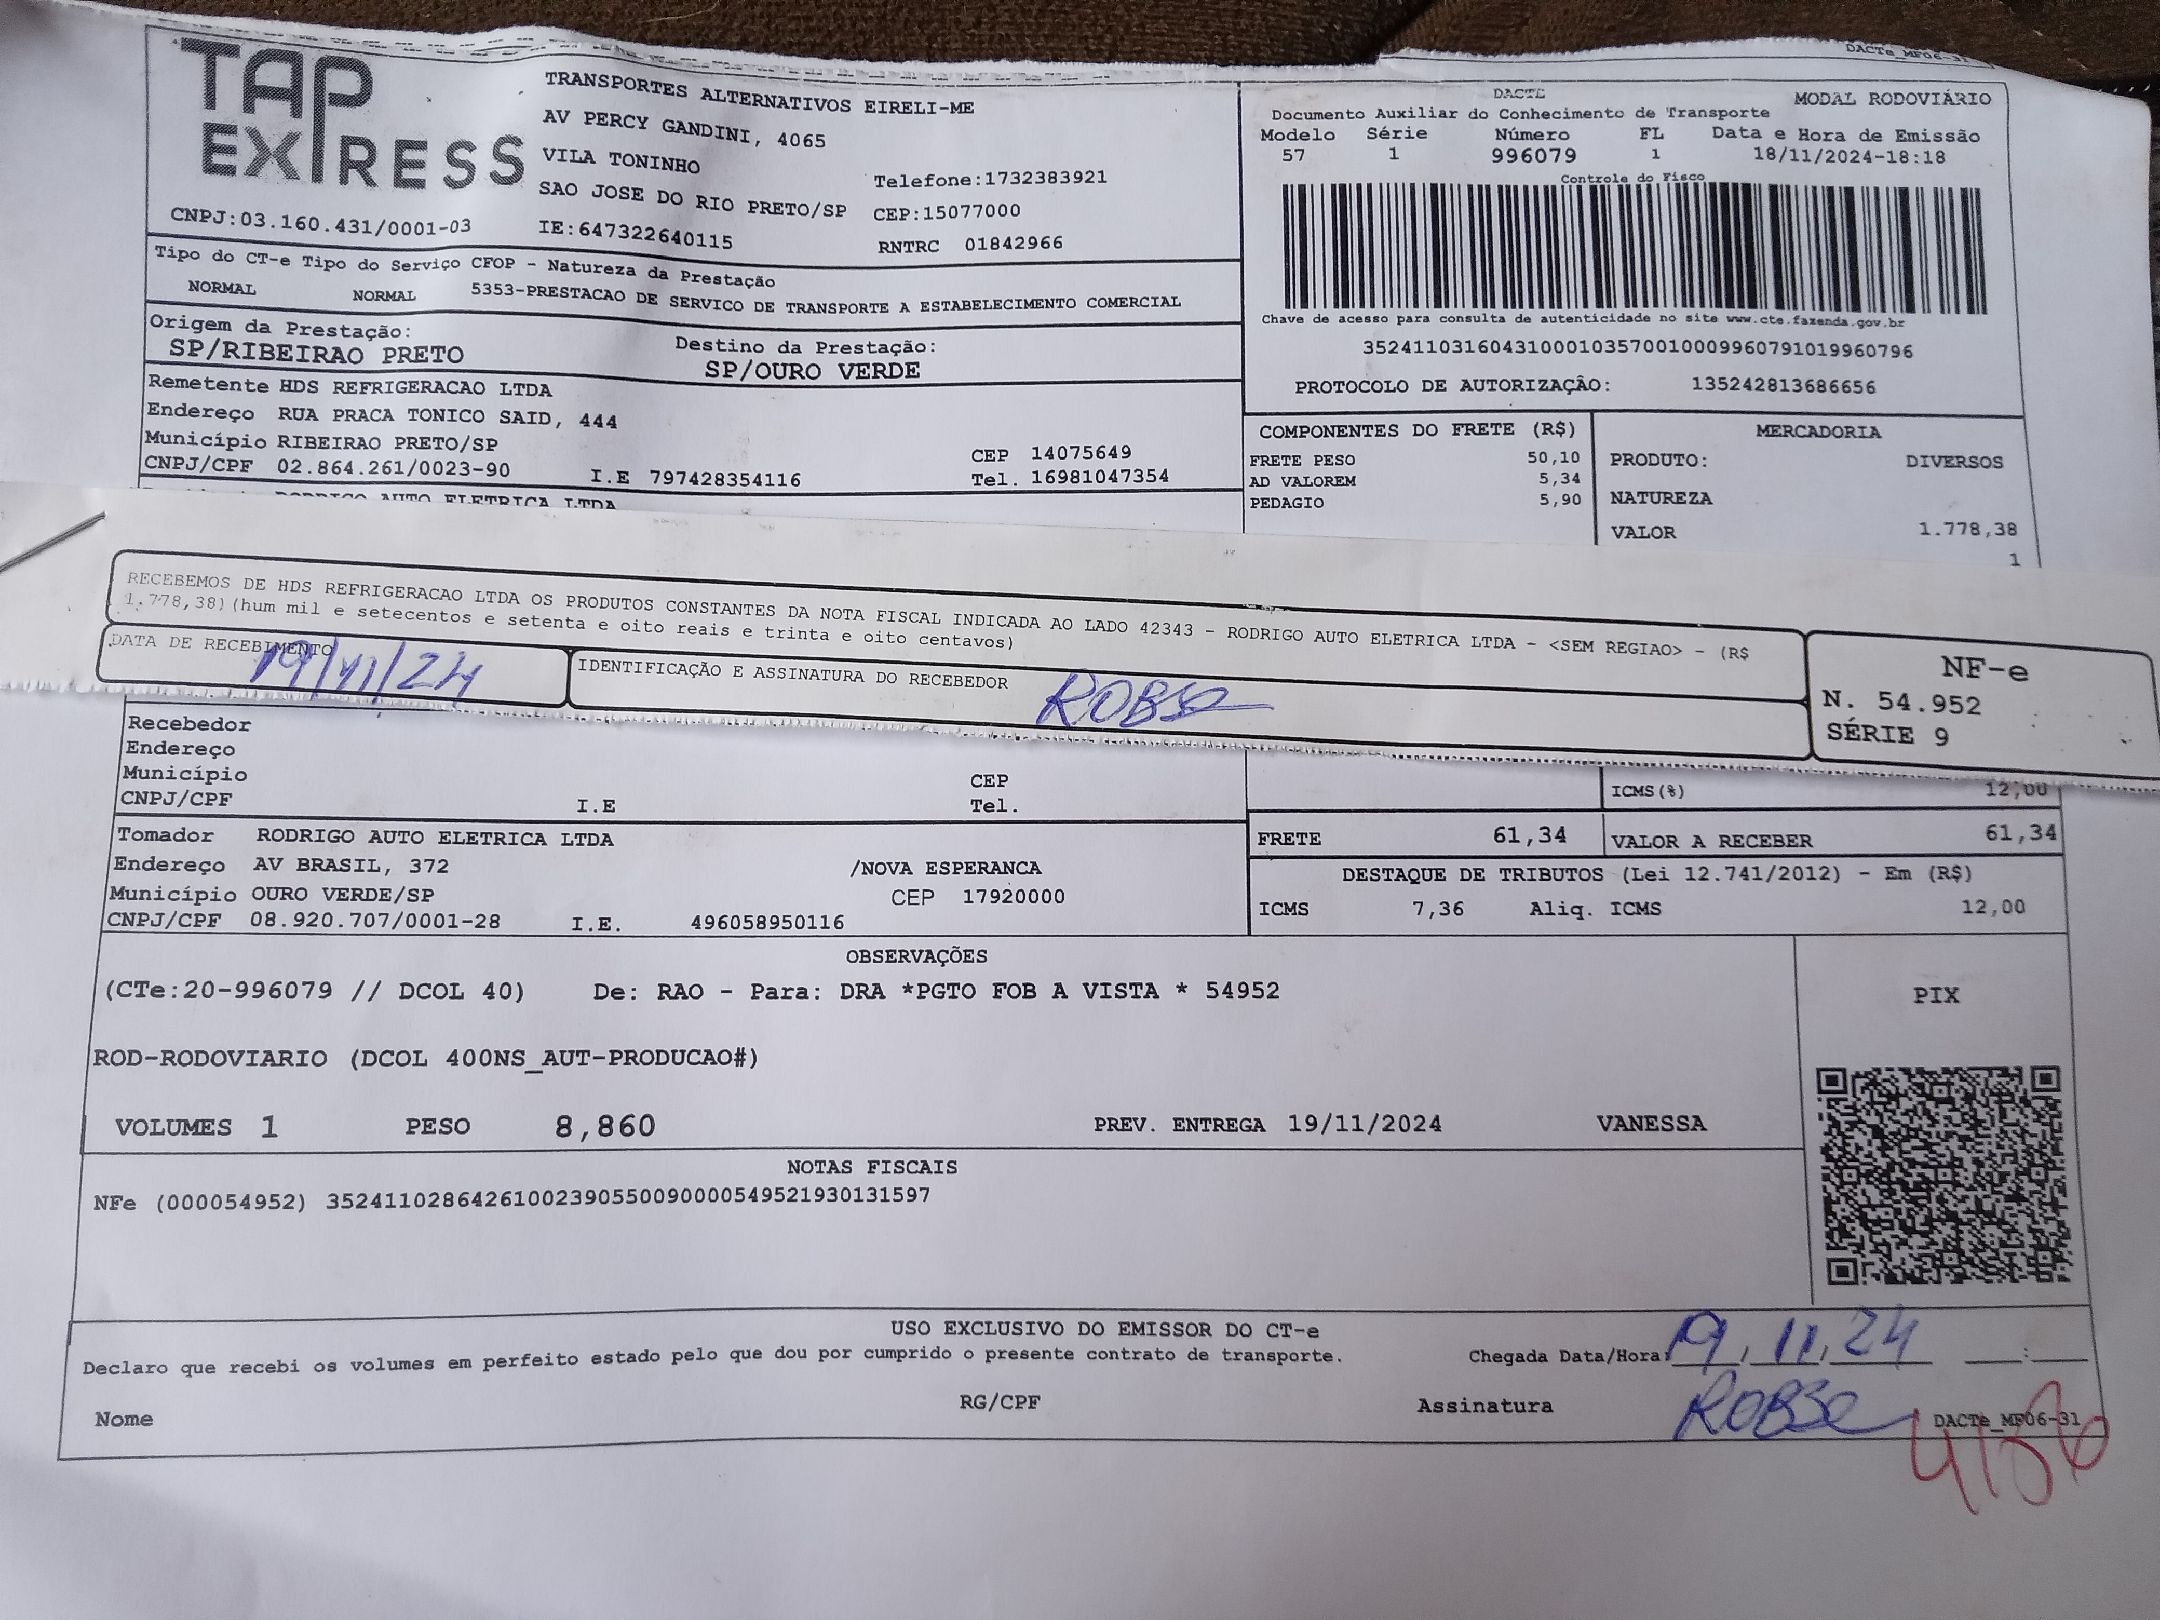 DACTe_MF06-31
TAP EXPRESS
TRANSPORTES ALTERNATIVOS EIRELI-ME
AV PERCY GANDINI, 4065
VILA TONINHO
SAO JOSE DO RIO PRETO/SP
Telefone:1732383921
CEP:15077000
CNPJ:03.160.431/0001-03 IE:647322640115 RNTRC 01842966
DACTE MODAL RODOVIÁRIO
Documento Auxiliar do Conhecimento de Transporte
Modelo Série Número FL Data e Hora de Emissão
57 1 996079 1 18/11/2024-18:18
Controle do Fisco
Chave de acesso para consulta de autenticidade no site www.cte.fazenda.gov.br
35241103160431000103570010009960791019960796
PROTOCOLO DE AUTORIZAÇÃO: 135242813686656
Tipo do CT-e Tipo do Serviço CFOP - Natureza da Prestação
NORMAL NORMAL 5353-PRESTACAO DE SERVICO DE TRANSPORTE A ESTABELECIMENTO COMERCIAL
Origem da Prestação: Destino da Prestação:
SP/RIBEIRAO PRETO SP/OURO VERDE
Remetente HDS REFRIGERACAO LTDA
Endereço RUA PRACA TONICO SAID, 444
Município RIBEIRAO PRETO/SP CEP 14075649
CNPJ/CPF 02.864.261/0023-90 I.E 797428354116 Tel. 16981047354
RODRIGO AUTO ELETRICA LTDA
COMPONENTES DO FRETE (R$) MERCADORIA
FRETE PESO 50,10 PRODUTO: DIVERSOS
AD VALOREM 5,34 NATUREZA
PEDAGIO 5,90 VALOR 1.778,38
1
RECEBEMOS DE HDS REFRIGERACAO LTDA OS PRODUTOS CONSTANTES DA NOTA FISCAL INDICADA AO LADO 42343 - RODRIGO AUTO ELETRICA LTDA - <SEM REGIAO> - (R$
1.778,38)(hum mil e setecentos e setenta e oito reais e trinta e oito centavos)
DATA DE RECEBIMENTO 19/11/24
IDENTIFICAÇÃO E ASSINATURA DO RECEBEDOR
NF-e
N. 54.952
SÉRIE 9
Recebedor
Endereço
Município CEP
CNPJ/CPF I.E Tel.
ICMS(%) 12,00
Tomador RODRIGO AUTO ELETRICA LTDA
Endereço AV BRASIL, 372 /NOVA ESPERANCA
Município OURO VERDE/SP CEP 17920000
CNPJ/CPF 08.920.707/0001-28 I.E. 496058950116
FRETE 61,34 VALOR A RECEBER 61,34
DESTAQUE DE TRIBUTOS (Lei 12.741/2012) - Em (R$)
ICMS 7,36 Aliq. ICMS 12,00
OBSERVAÇÕES
(CTe:20-996079 // DCOL 40) De: RAO - Para: DRA *PGTO FOB A VISTA * 54952
ROD-RODOVIARIO (DCOL 400NS_AUT-PRODUCAO#)
PIX
VOLUMES 1 PESO 8,860 PREV. ENTREGA 19/11/2024 VANESSA
NOTAS FISCAIS
NFe (000054952) 35241102864261002390550090000549521930131597
USO EXCLUSIVO DO EMISSOR DO CT-e
Declaro que recebi os volumes em perfeito estado pelo que dou por cumprido o presente contrato de transporte. Chegada Data/Hora: 19, 11, 24 :
Nome RG/CPF Assinatura
DACTe_MF06-31